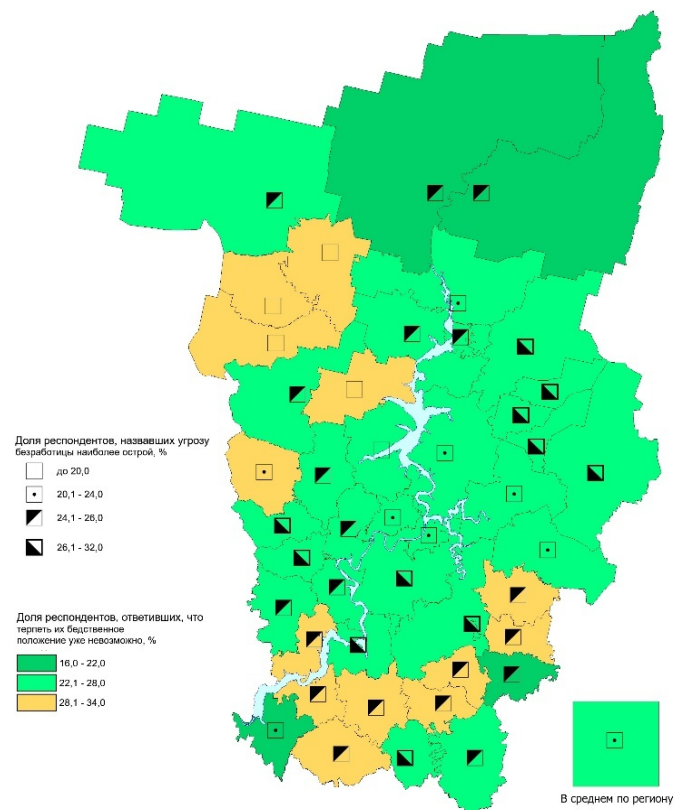 Доля респондентов, назвавших угрозу
безработицы наиболее острой, %
до 20,0
20,1 - 24,0
24,1 - 26,0
26,1 - 32,0
Доля респондентов, ответивших, что
терпеть их бедственное
положение уже невозможно, %
16,0 - 22,0
22,1 - 28,0
28,1 - 34,0
В среднем по региону